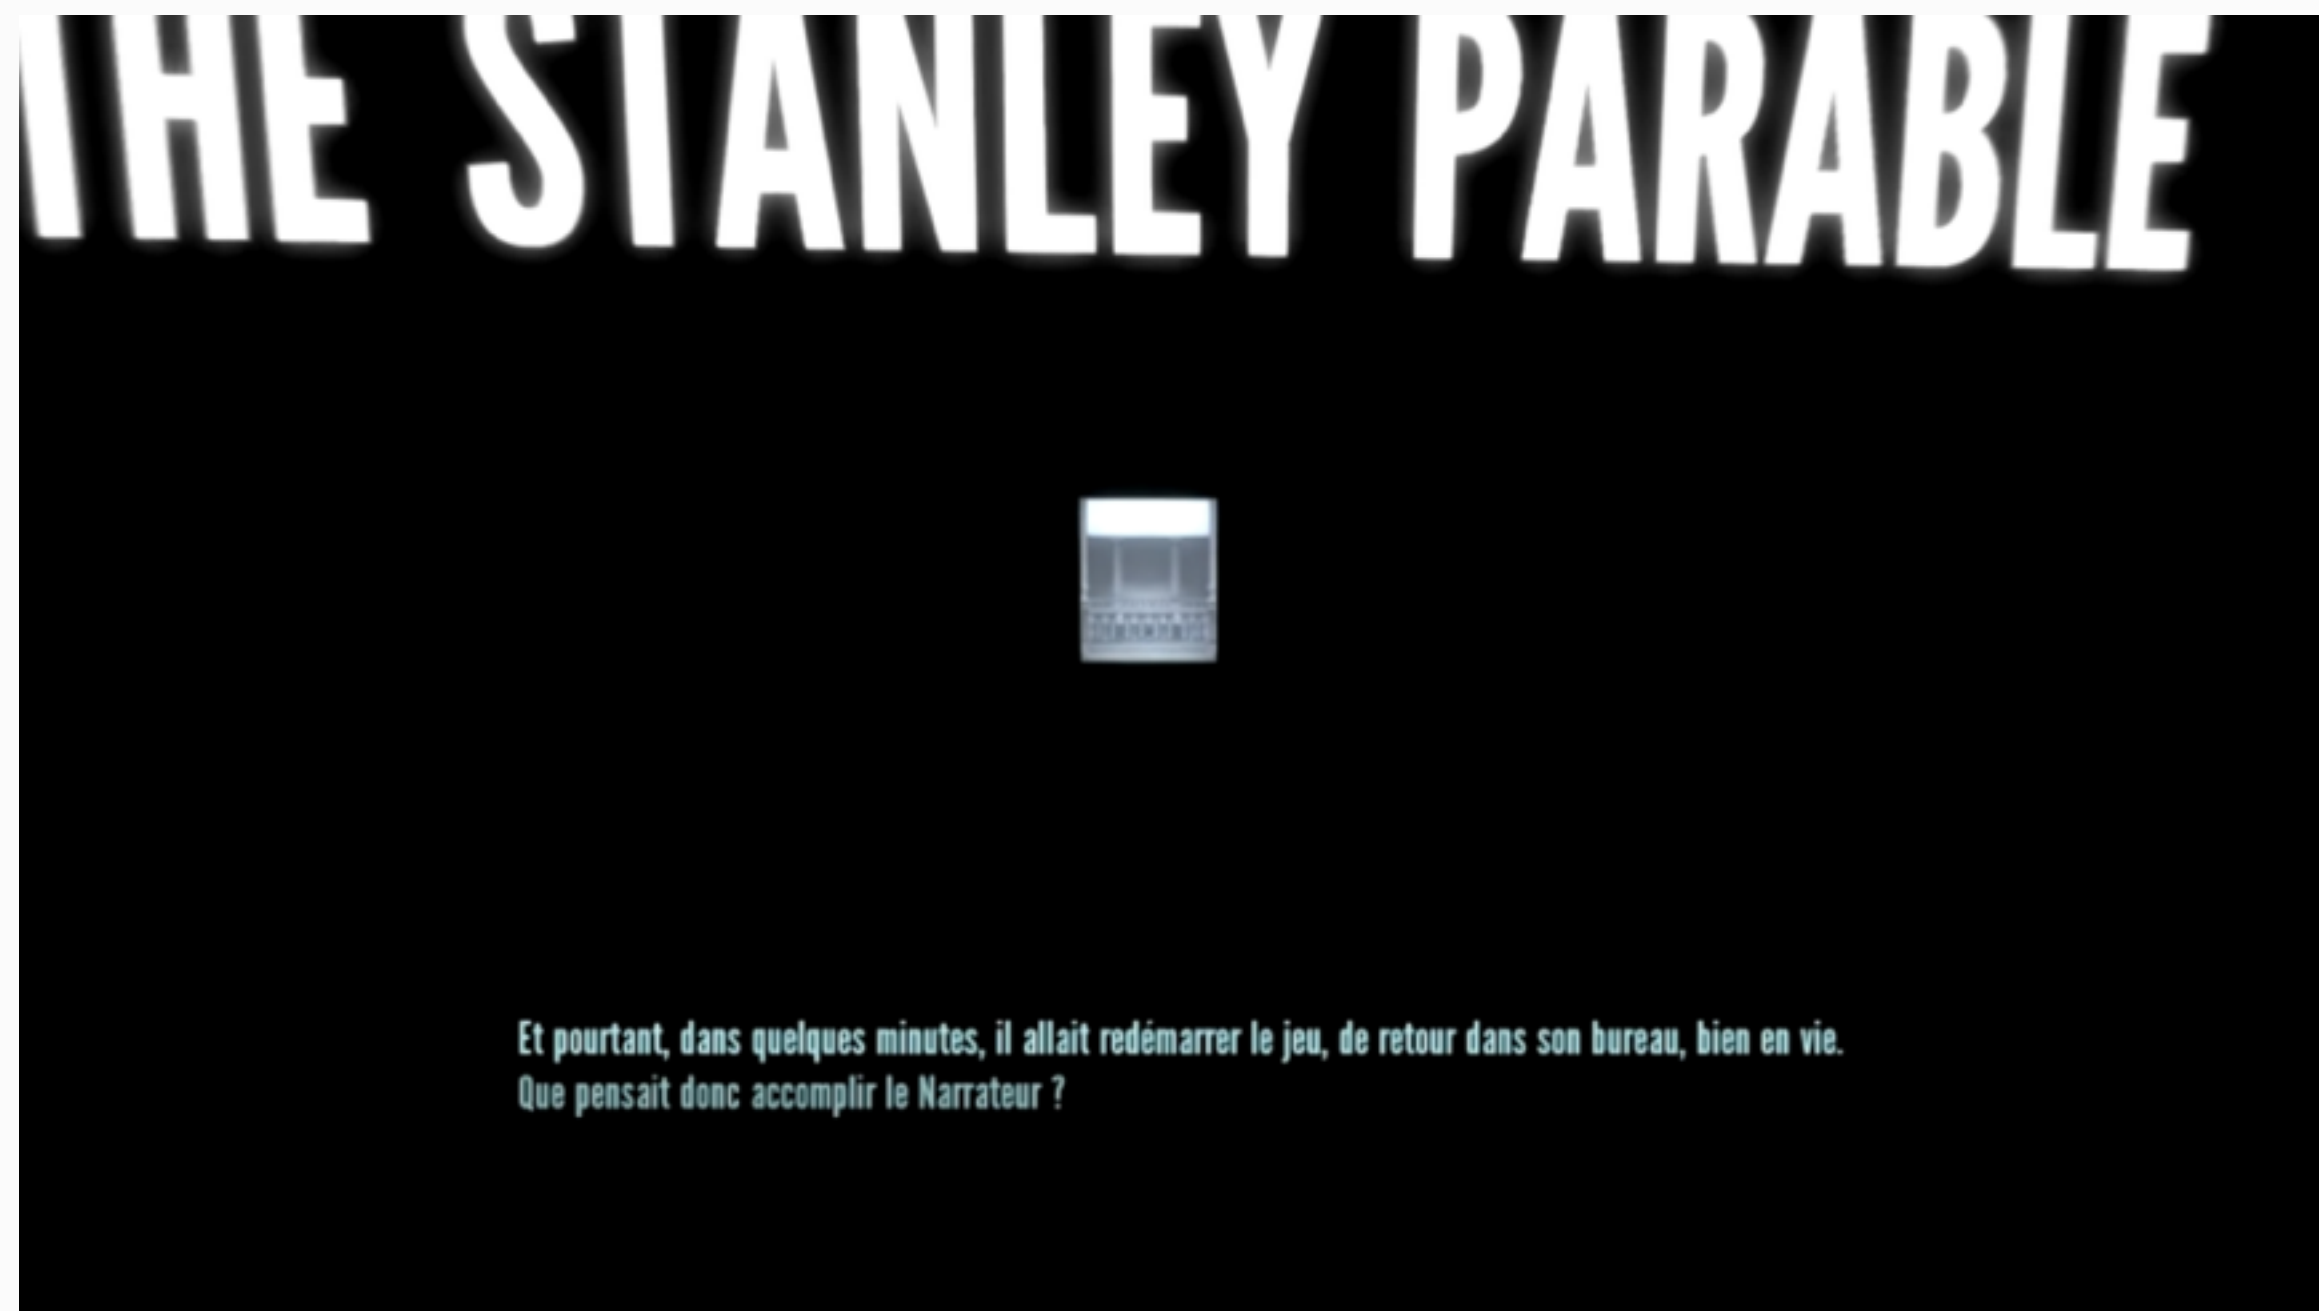 THE STANLEY PARABLE
Et pourtant, dans quelques minutes, il allait redémarrer le jeu, de retour dans son bureau, bien en vie.
Que pensait donc accomplir le Narrateur ?